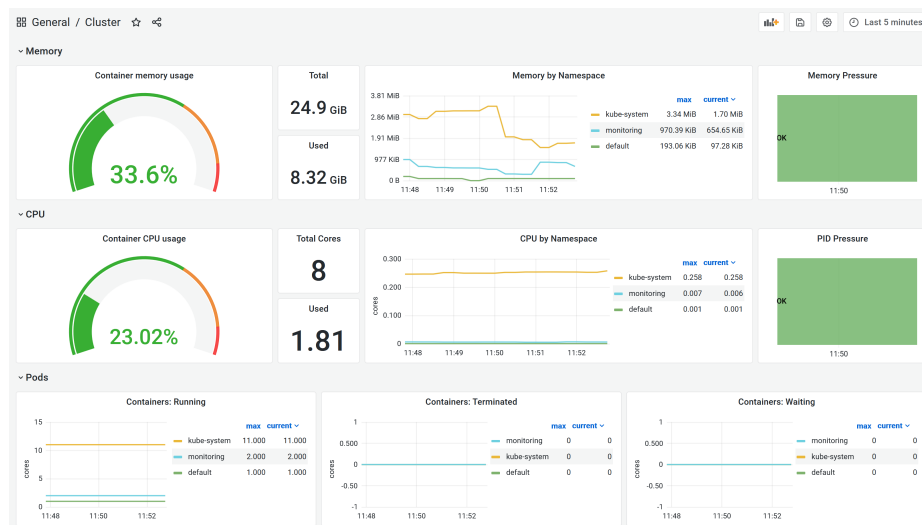 General / Cluster
Last 5 minutes
Memory
Container memory usage
33.6%
Total
24.9 GiB
Used
8.32 GiB
Memory by Namespace
3.81 MiB
2.86 MiB
1.91 MiB
977 KiB
0 B
11:48 11:49 11:50 11:51 11:52
max current
kube-system 3.34 MiB 1.70 MiB
monitoring 970.39 KiB 654.65 KiB
default 193.06 KiB 97.28 KiB
Memory Pressure
OK
11:50
CPU
Container CPU usage
23.02%
Total Cores
8
Used
1.81
CPU by Namespace
cores
0.300
0.200
0.100
0
11:48 11:49 11:50 11:51 11:52
max current
kube-system 0.258 0.258
monitoring 0.007 0.006
default 0.001 0.001
PID Pressure
OK
11:50
Pods
Containers: Running
cores
15
10
5
0
11:48 11:50 11:52
max current
kube-system 11.000 11.000
monitoring 2.000 2.000
default 1.000 1.000
Containers: Terminated
cores
1
0.500
0
-0.50
-1
11:48 11:50 11:52
max current
monitoring 0 0
kube-system 0 0
default 0 0
Containers: Waiting
cores
1
0.500
0
-0.50
-1
11:48 11:50 11:52
max current
monitoring 0 0
kube-system 0 0
default 0 0